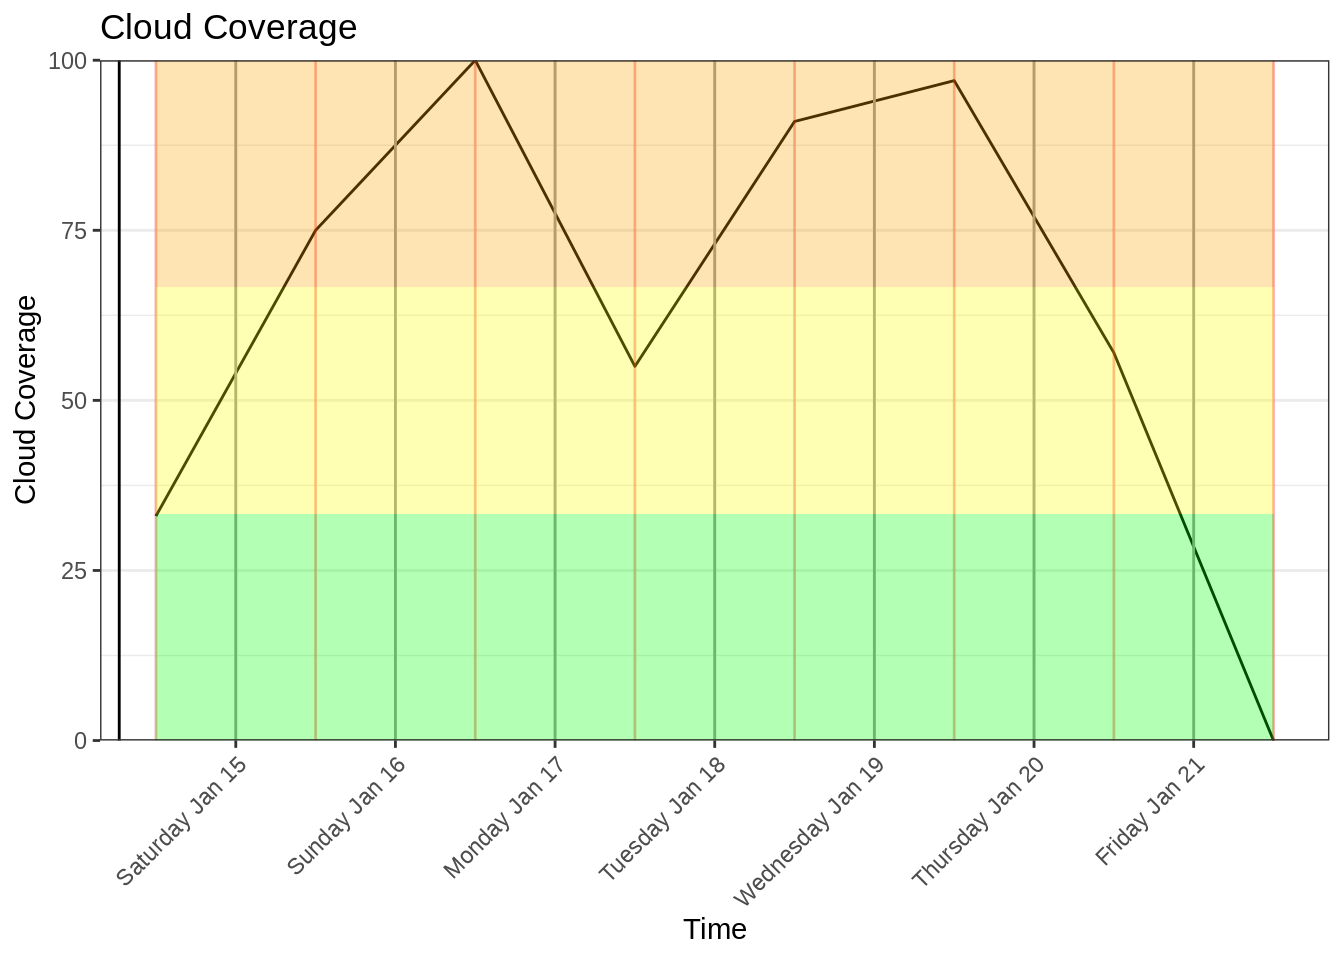 Cloud Coverage
Cloud Coverage
100
75
50
25
0
Saturday Jan 15
Sunday Jan 16
Monday Jan 17
Tuesday Jan 18
Wednesday Jan 19
Thursday Jan 20
Friday Jan 21
Time